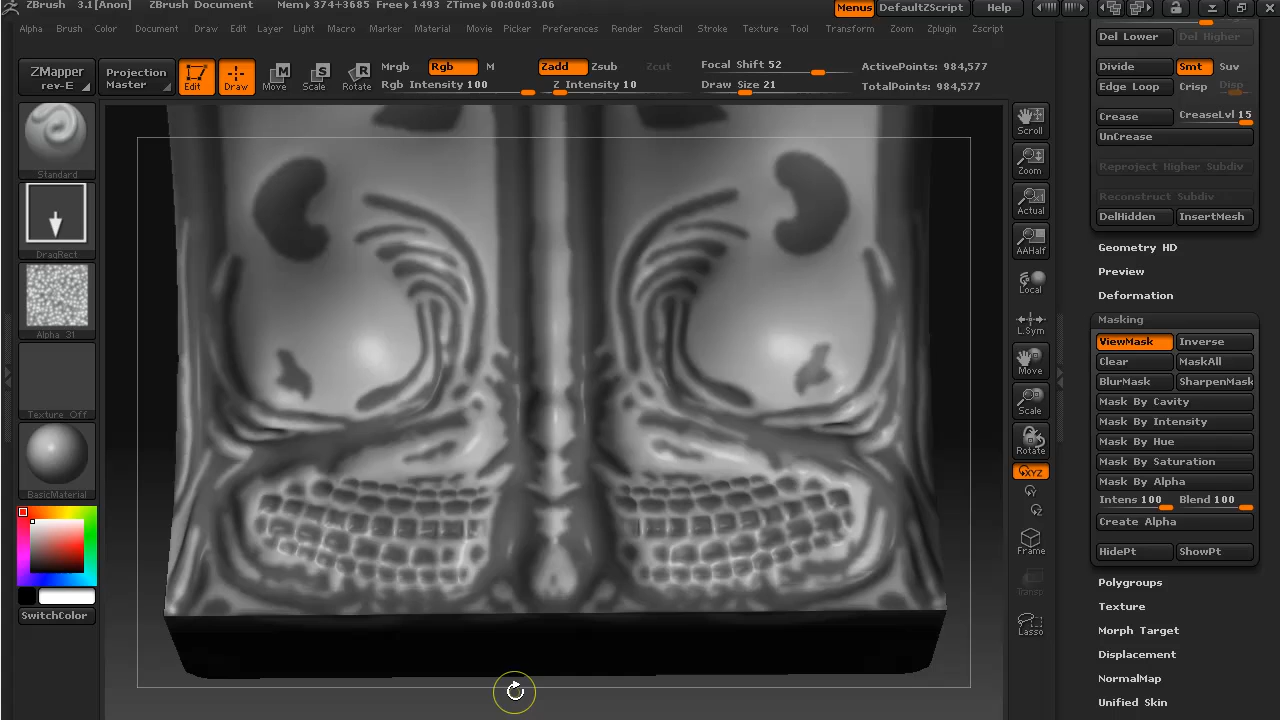 ZBrush 3.1[Anon] ZBrush Document Mem▶374+3685 Free▶1493 ZTime▶00:00:03.06 Menus DefaultZScript Help
Alpha Brush Color Document Draw Edit Layer Light Macro Marker Material Movie Picker Preferences Render Stencil Stroke Texture Tool Transform Zoom Zplugin Zscript
ZMapper
rev-E
Projection
Master
Edit
Draw
Move
Scale
Rotate
Mrgb Rgb M
Rgb Intensity 100
Zadd Zsub Zcut
Z Intensity 10
Focal Shift 52
Draw Size 21
ActivePoints: 984,577
TotalPoints: 984,577
Standard
DragRect
Alpha 31
Texture Off
BasicMaterial
SwitchColor
Scroll
Zoom
Actual
AAHalf
Local
L.Sym
Move
Scale
Rotate
XYZ
Frame
Transp
Lasso
Del Lower Del Higher
Divide Smt Suv
Edge Loop Crisp Disp
Crease CreaseLvl 15
UnCrease
Reproject Higher Subdiv
Reconstruct Subdiv
DelHidden InsertMesh
Geometry HD
Preview
Deformation
Masking
ViewMask Inverse
Clear MaskAll
BlurMask SharpenMask
Mask By Cavity
Mask By Intensity
Mask By Hue
Mask By Saturation
Mask By Alpha
Intens 100 Blend 100
Create Alpha
HidePt ShowPt
Polygroups
Texture
Morph Target
Displacement
NormalMap
Unified Skin